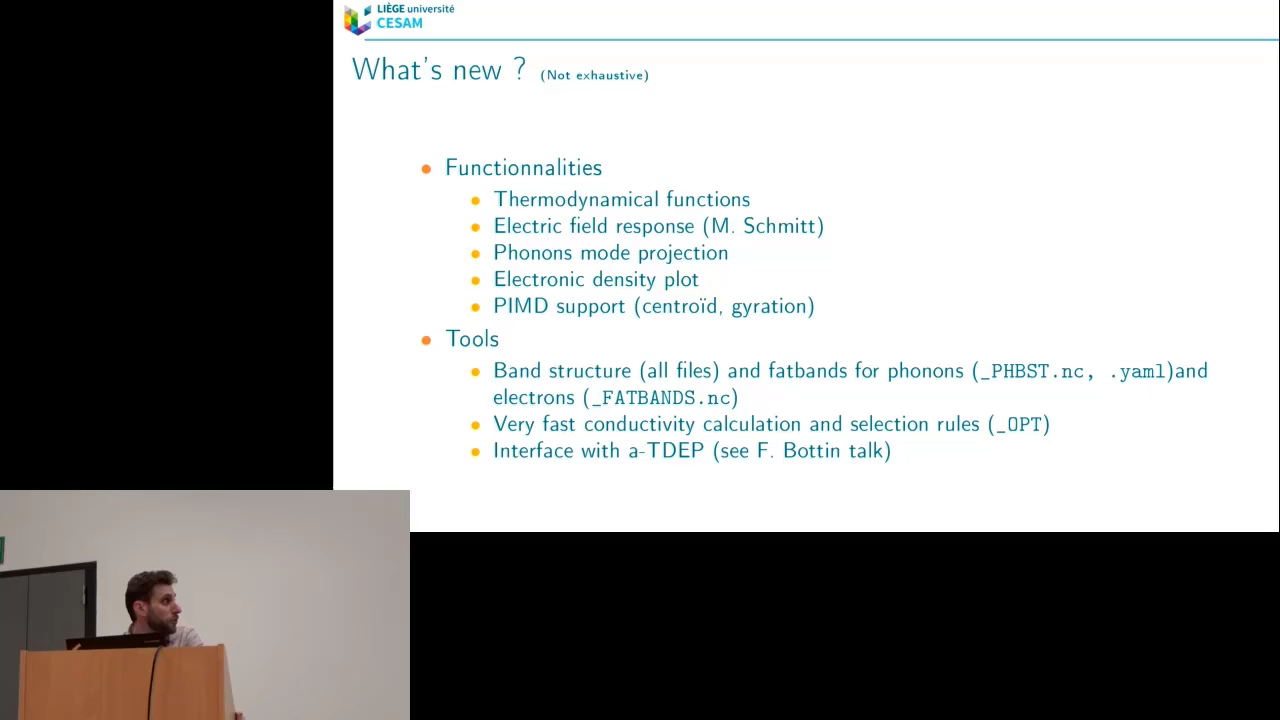 LIÈGE université
CESAM
What's new ? (Not exhaustive)
Functionnalities
Thermodynamical functions
Electric field response (M. Schmitt)
Phonons mode projection
Electronic density plot
PIMD support (centroïd, gyration)
Tools
Band structure (all files) and fatbands for phonons (_PHBST.nc, .yaml)and
electrons (_FATBANDS.nc)
Very fast conductivity calculation and selection rules (_OPT)
Interface with a-TDEP (see F. Bottin talk)